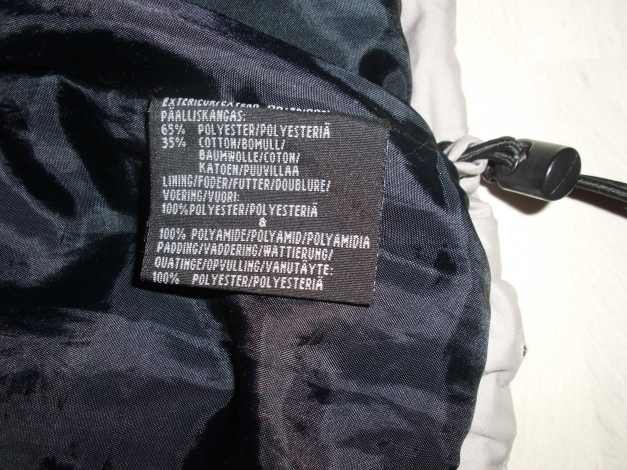 PÄÄLLISKANGAS:
65% POLYESTER/POLYESTERIÄ
35% COTTON/BOMULL/
BAUMWOLLE/COTON/
KATOEN/PUUVILLAA
LINING/FODER/FUTTER/DOUBLURE/
VOERING/VUORI:
100%POLYESTER/POLYESTERIÄ
&
100% POLYAMIDE/POLYAMID/POLYAMIDIA
PADDING/VADDERING/WATTIERUNG/
OUATINGE/OPVULLING/VANUTÄYTE:
100% POLYESTER/POLYESTERIÄ